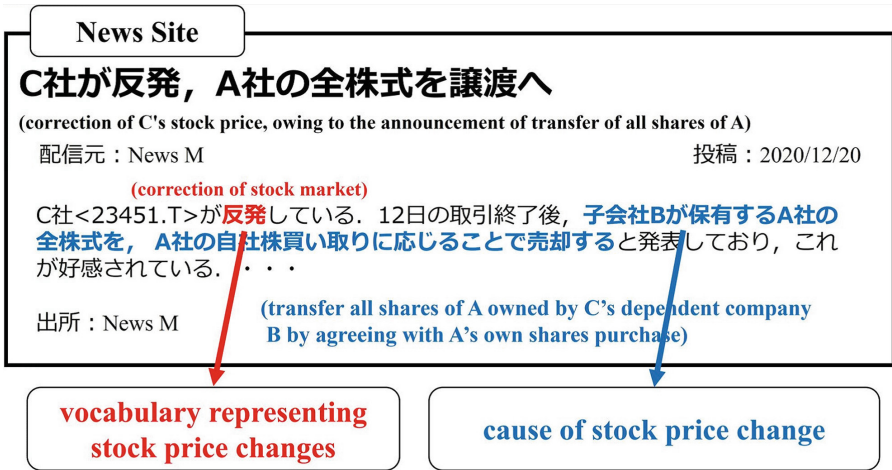 News Site
C社が反発，A社の全株式を譲渡へ
(correction of C's stock price, owing to the announcement of transfer of all shares of A)
配信元：News M
投稿：2020/12/20
(correction of stock market)
C社<23451.T>が反発している．12日の取引終了後，子会社Bが保有するA社の
全株式を， A社の自社株買い取りに応じることで売却すると発表しており，これ
が好感されている．・・・
(transfer all shares of A owned by C's dependent company
B by agreeing with A's own shares purchase)
出所：News M
vocabulary representing
stock price changes
cause of stock price change